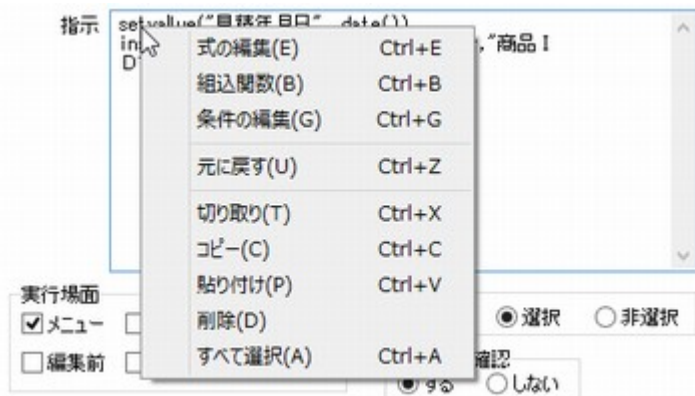 指示
setvallue("見積年月日", date())
in ,"商品I
D
式の編集(E) Ctrl+E
組込関数(B) Ctrl+B
条件の編集(G) Ctrl+G
元に戻す(U) Ctrl+Z
切り取り(T) Ctrl+X
コピー(C) Ctrl+C
貼り付け(P) Ctrl+V
削除(D)
すべて選択(A) Ctrl+A
実行場面
メニュー
選択 非選択
編集前
確認
する しない